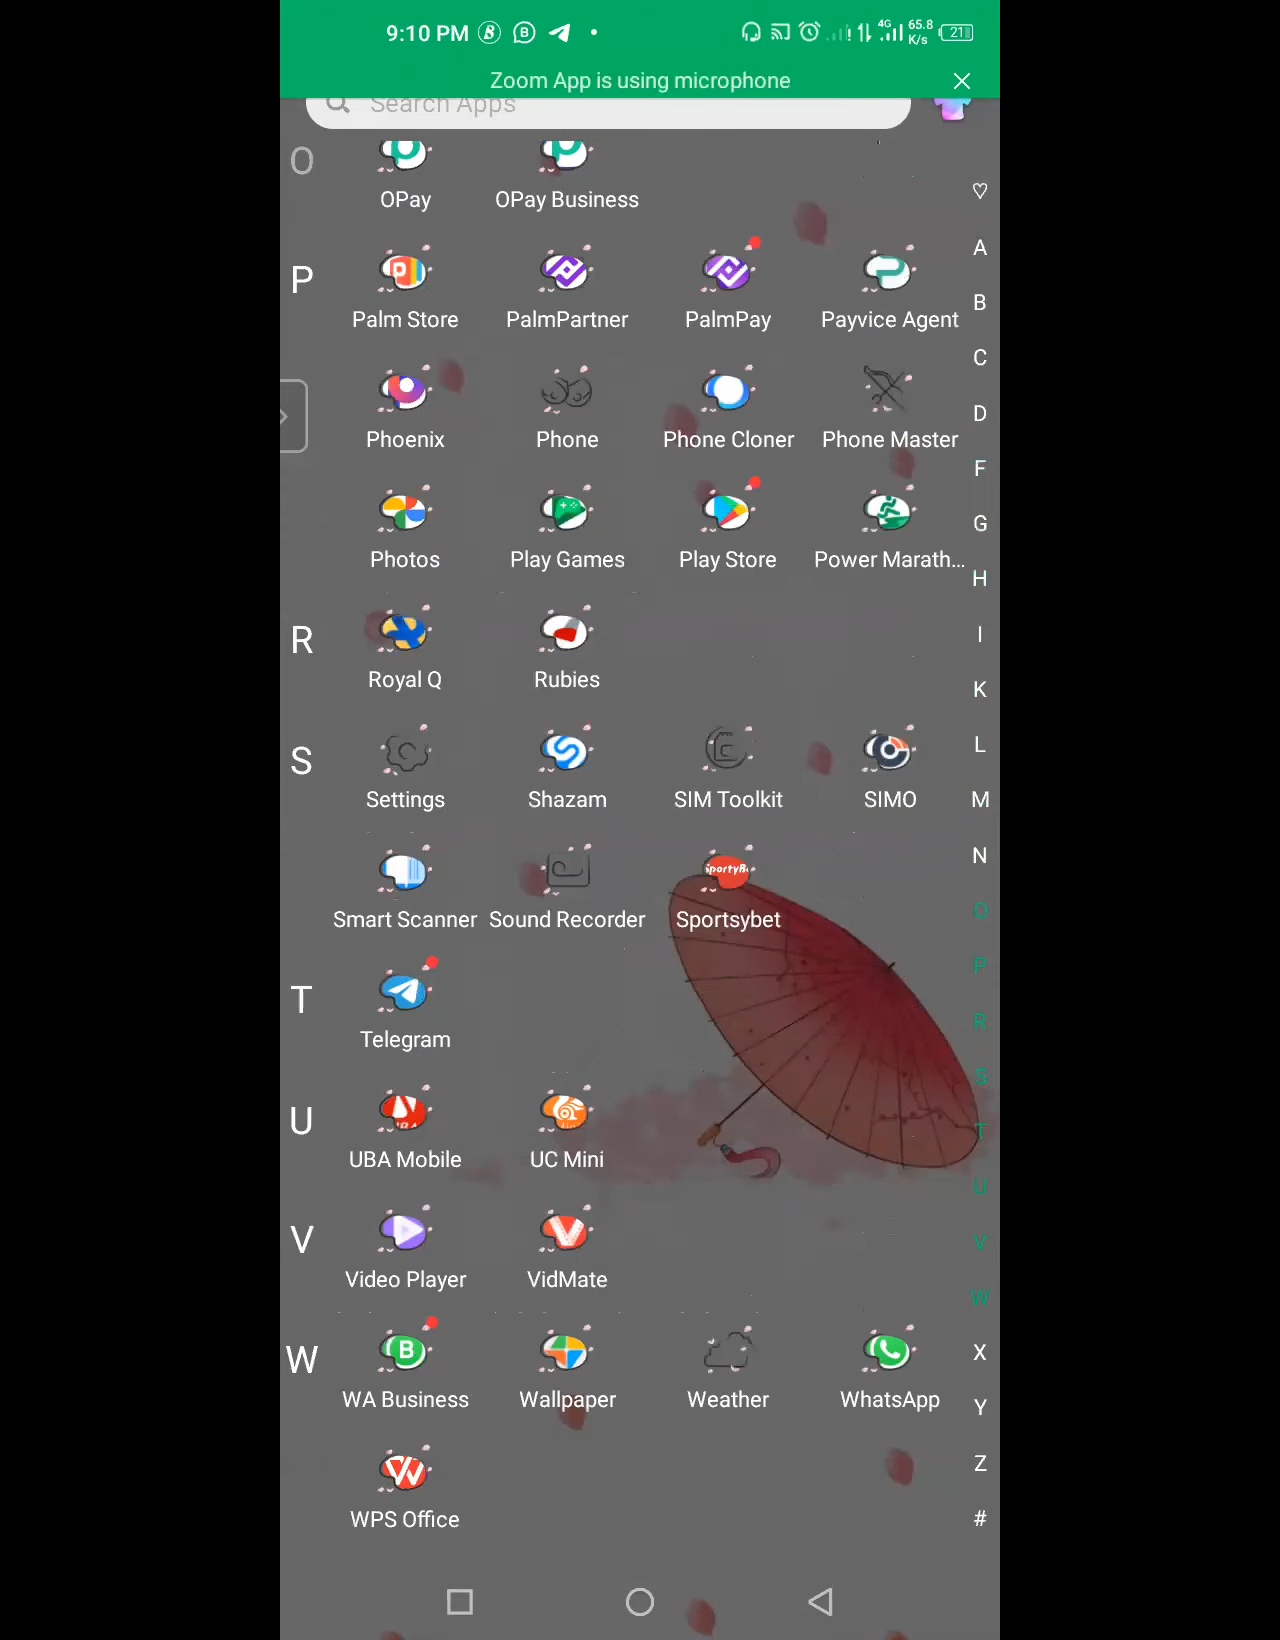 9:10 PM 4G 65.8 K/s 21
Zoom App is using microphone
Search Apps
O
OPay OPay Business
♡
A
P
Palm Store PalmPartner PalmPay Payvice Agent
B
C
D
Phoenix Phone Phone Cloner Phone Master
F
G
Photos Play Games Play Store Power Marath...
H
I
R
Royal Q Rubies
K
L
S
Settings Shazam SIM Toolkit SIMO
M
N
SportyB
Smart Scanner Sound Recorder Sportsybet
O
P
T
Telegram
R
S
U
UBA Mobile UC Mini
T
U
V
Video Player VidMate
V
W
W
B
WA Business Wallpaper Weather WhatsApp
X
Y
Z
WPS Office
#